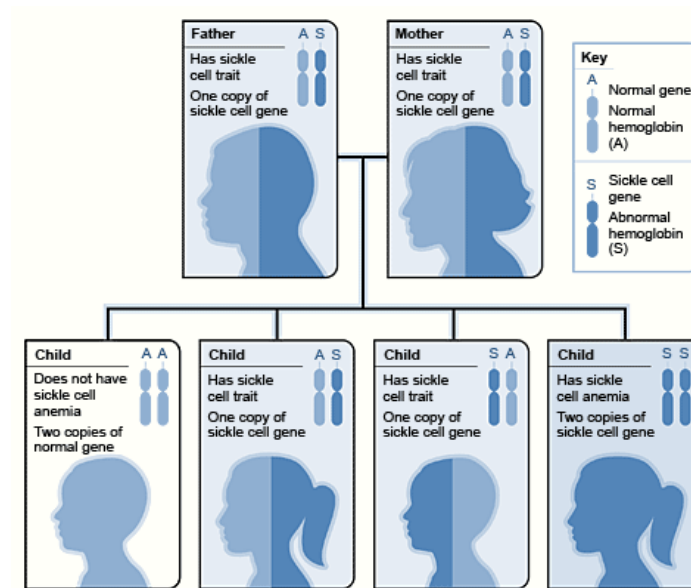 Father
A S
Has sickle
cell trait
One copy of
sickle cell gene
Mother
A S
Has sickle
cell trait
One copy of
sickle cell gene
Key
A
Normal gene
Normal
hemoglobin
(A)
S
Sickle cell
gene
Abnormal
hemoglobin
(S)
Child
A A
Does not have
sickle cell
anemia
Two copies of
normal gene
Child
A S
Has sickle
cell trait
One copy of
sickle cell gene
Child
S A
Has sickle
cell trait
One copy of
sickle cell gene
Child
S S
Has sickle
cell anemia
Two copies of
sickle cell gene